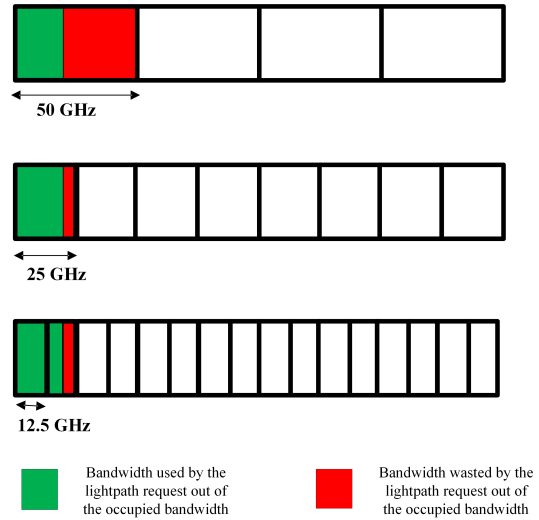 50 GHz
25 GHz
12.5 GHz
Bandwidth used by the
lightpath request out of
the occupied bandwidth
Bandwidth wasted by the
lightpath request out of
the occupied bandwidth